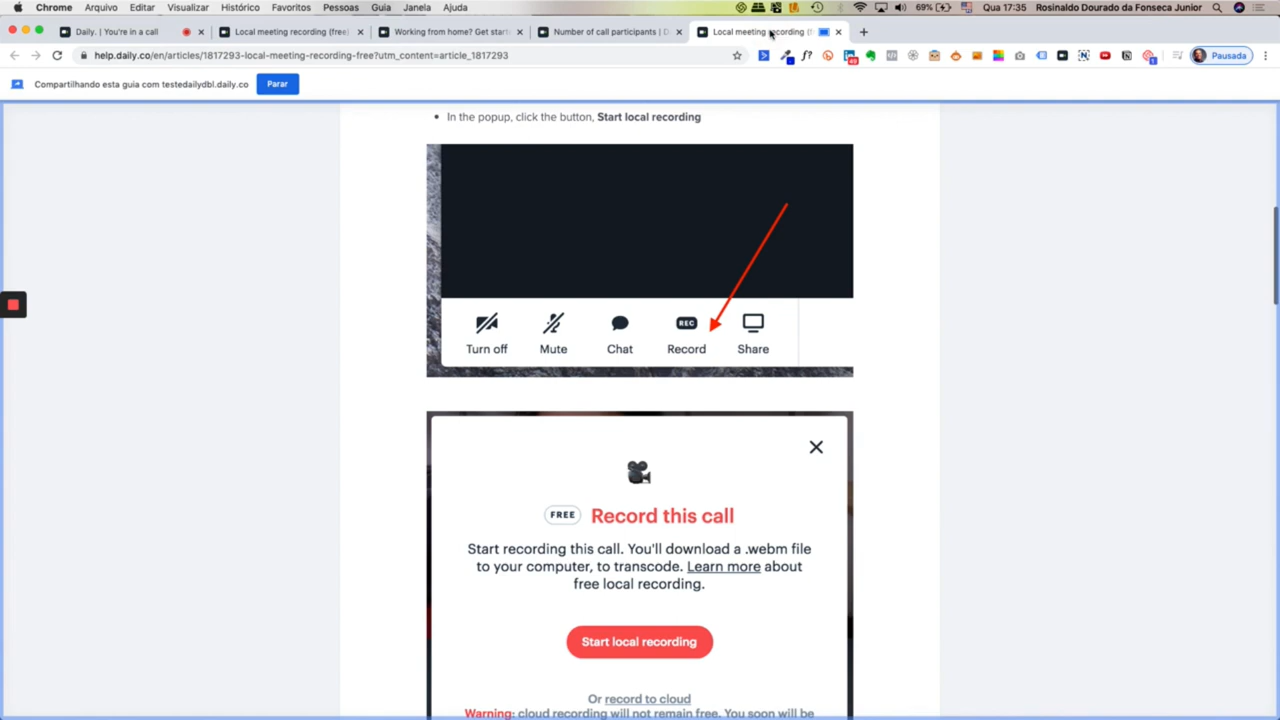 Chrome Arquivo Editar Visualizar Histórico Favoritos Pessoas Guia Janela Ajuda 69% Qua 17:35 Rosinaldo Dourado da Fonseca Junior
Daily. | You're in a call Local meeting recording (free) Working from home? Get start Number of call participants | D Local meeting recording (f
help.daily.co/en/articles/1817293-local-meeting-recording-free?utm_content=article_1817293 Pausada
Compartilhando esta guia com testedailydbl.daily.co Parar
• In the popup, click the button, Start local recording
REC
Turn off Mute Chat Record Share
FREE Record this call
Start recording this call. You'll download a .webm file
to your computer, to transcode. Learn more about
free local recording.
Start local recording
Or record to cloud
Warning: cloud recording will not remain free. You soon will be